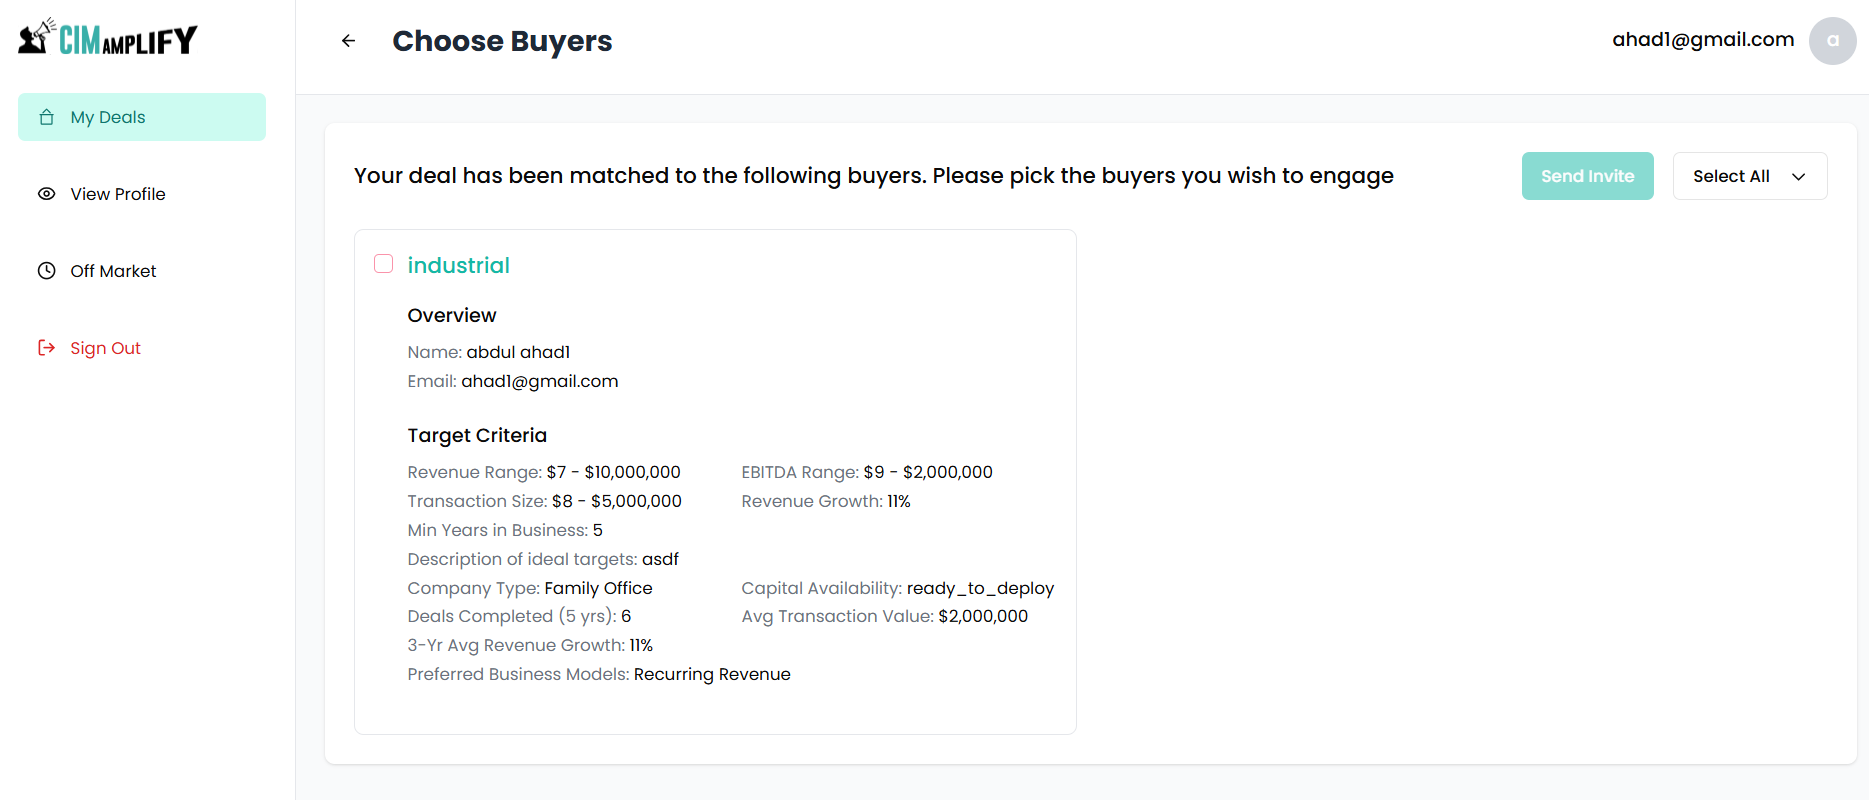 CIMAMPLIFY
Choose Buyers
ahad1@gmail.com
a
My Deals
View Profile
Off Market
Sign Out
Your deal has been matched to the following buyers. Please pick the buyers you wish to engage
Send Invite
Select All
industrial
Overview
Name: abdul ahad1
Email: ahad1@gmail.com
Target Criteria
Revenue Range: $7 - $10,000,000
EBITDA Range: $9 - $2,000,000
Transaction Size: $8 - $5,000,000
Revenue Growth: 11%
Min Years in Business: 5
Description of ideal targets: asdf
Company Type: Family Office
Capital Availability: ready_to_deploy
Deals Completed (5 yrs): 6
Avg Transaction Value: $2,000,000
3-Yr Avg Revenue Growth: 11%
Preferred Business Models: Recurring Revenue